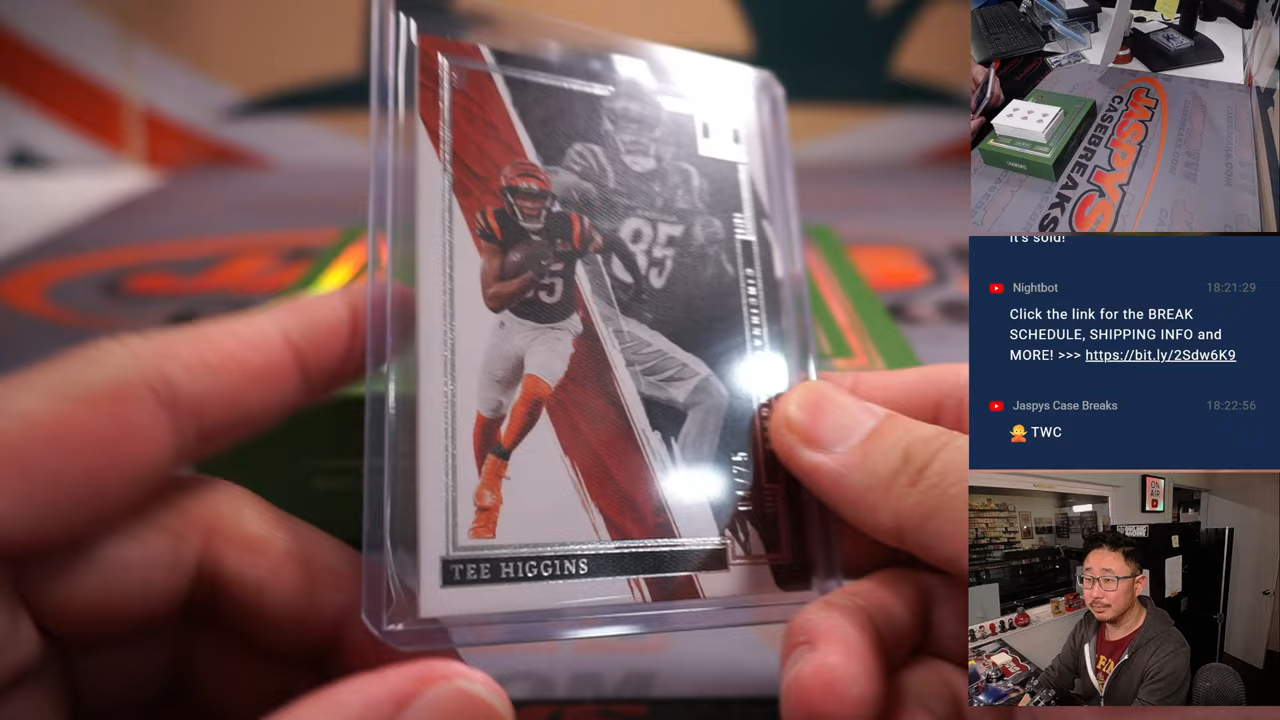 85
TEE HIGGINS
JASPYS
CASEBREAKS
it's sold!
Nightbot
18:21:29
Click the link for the BREAK
SCHEDULE, SHIPPING INFO and
MORE! >>> https://bit.ly/2Sdw6K9
Jaspys Case Breaks
18:22:56
🙅 TWC
ON
AIR